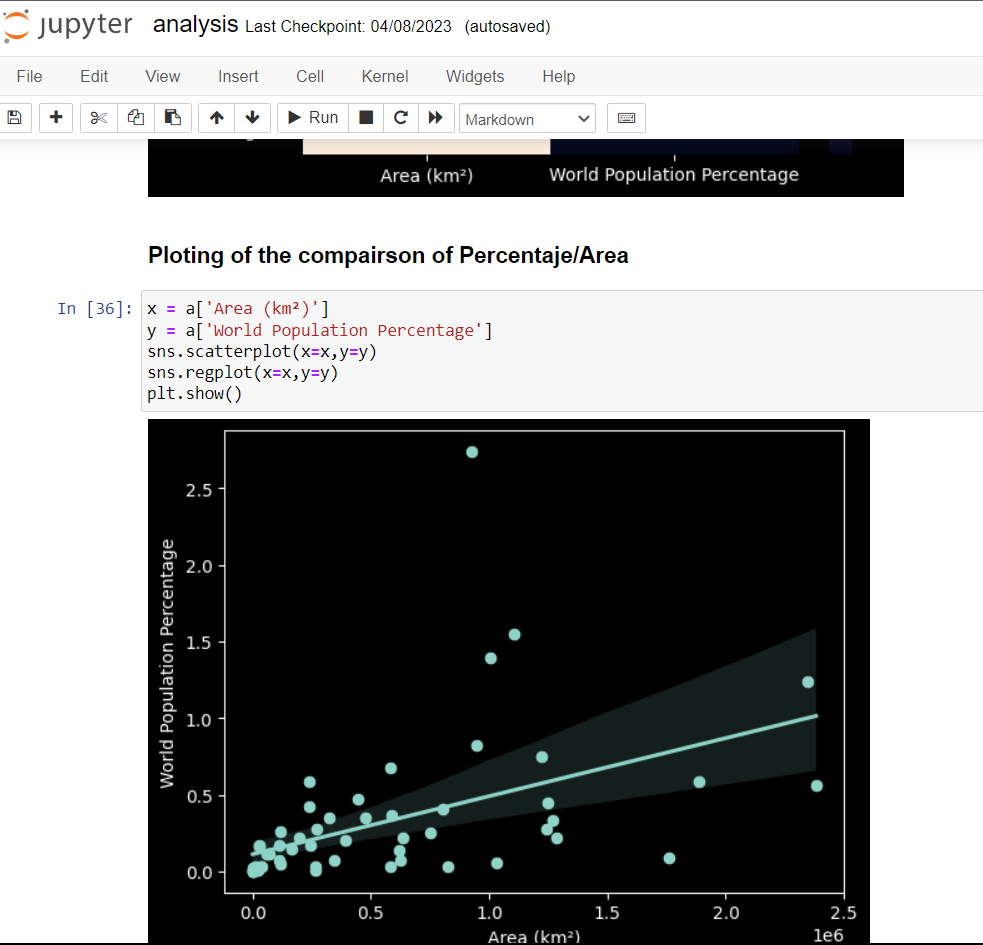 jupyter analysis Last Checkpoint: 04/08/2023 (autosaved)
File Edit View Insert Cell Kernel Widgets Help
Run Markdown
Area (km²) World Population Percentage
Ploting of the compairson of Percentaje/Area
In [36]: x = a['Area (km²)']
y = a['World Population Percentage']
sns.scatterplot(x=x,y=y)
sns.regplot(x=x,y=y)
plt.show()
World Population Percentage
2.5
2.0
1.5
1.0
0.5
0.0
0.0 0.5 1.0 1.5 2.0 2.5
Area (km²) 1e6